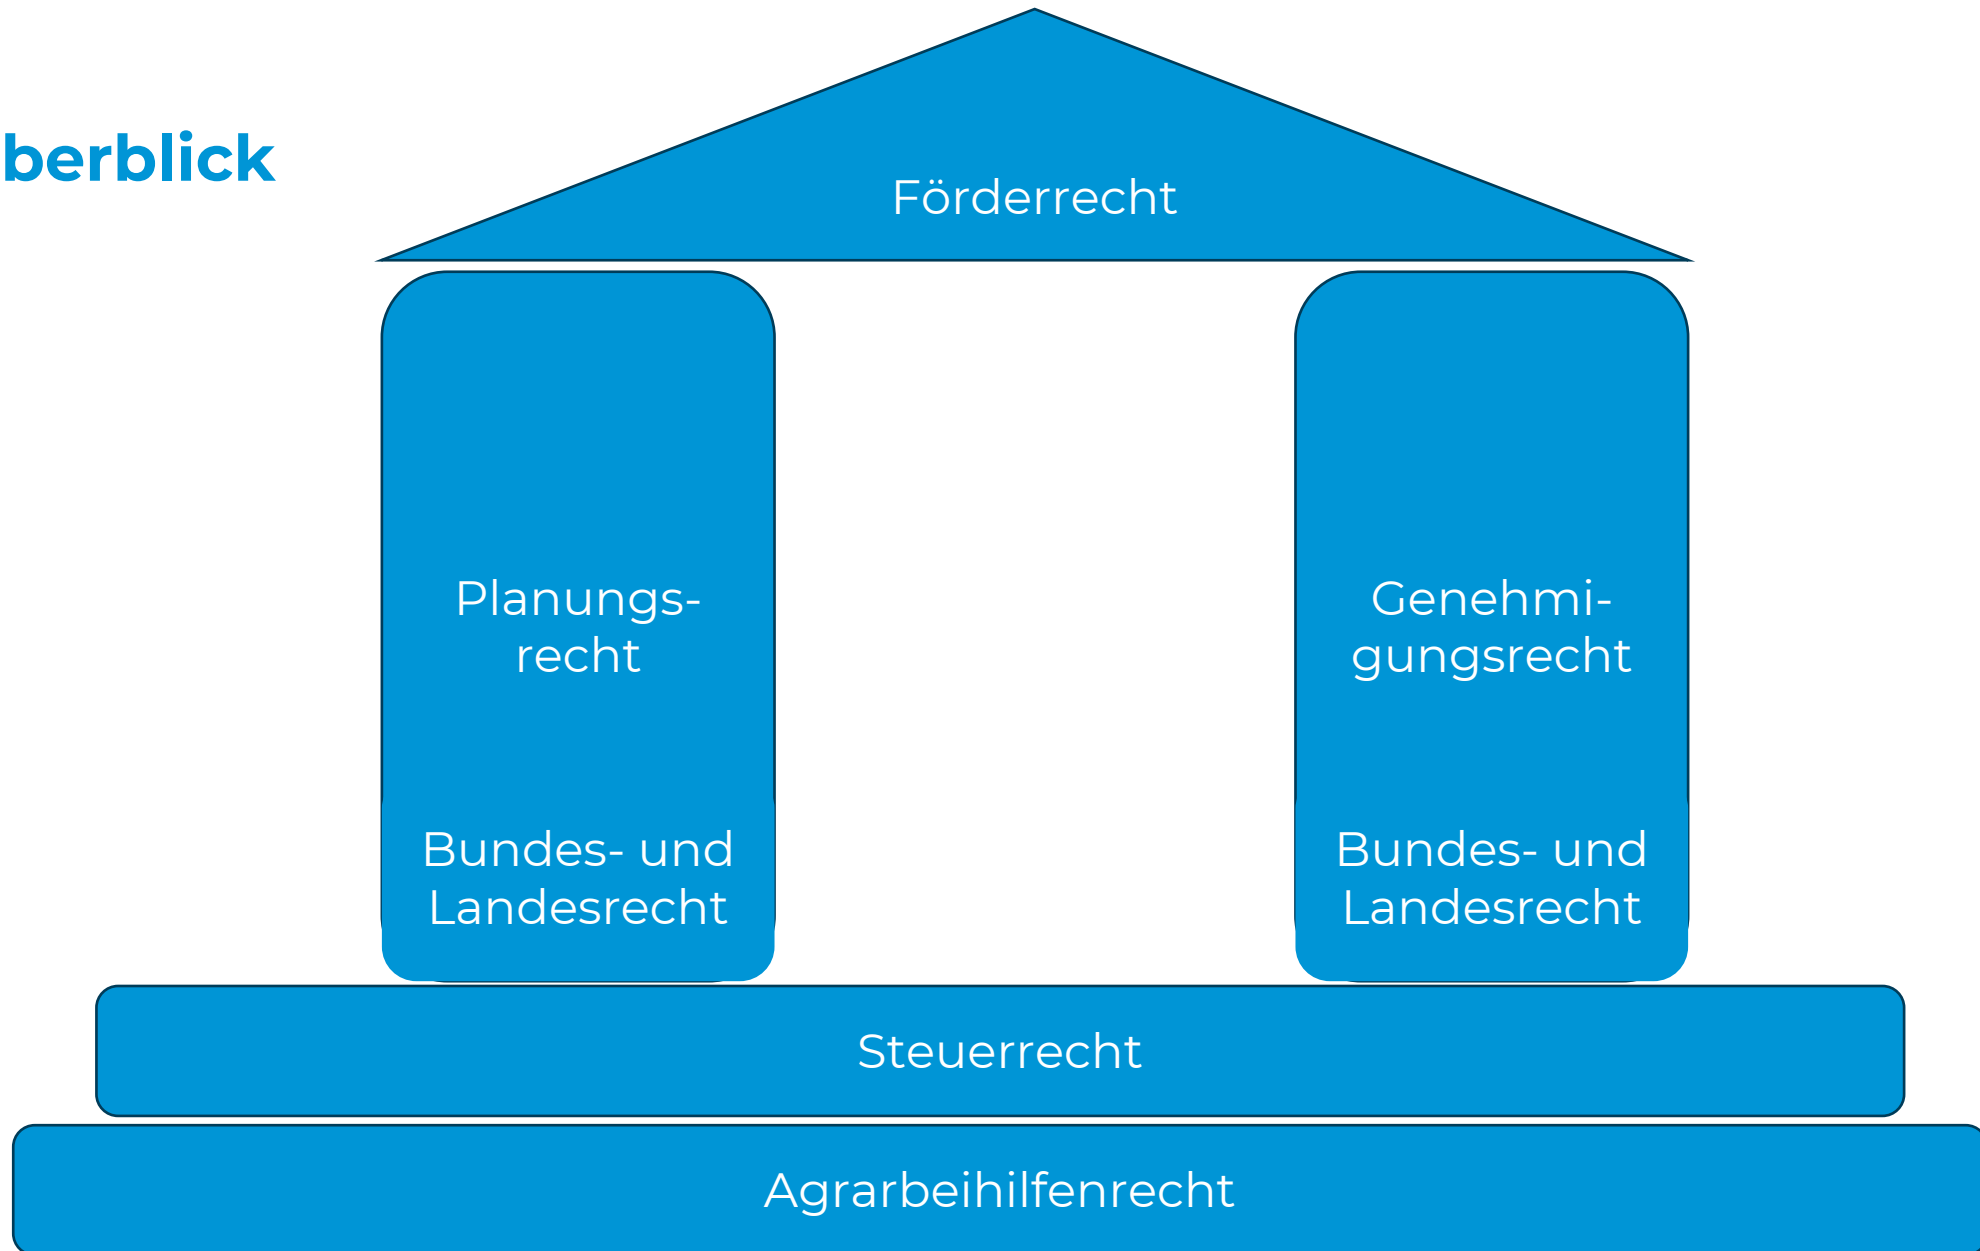 berblick
Förderrecht
Planungs-
recht
Bundes- und
Landesrecht
Genehmi-
gungsrecht
Bundes- und
Landesrecht
Steuerrecht
Agrarbeihilfenrecht